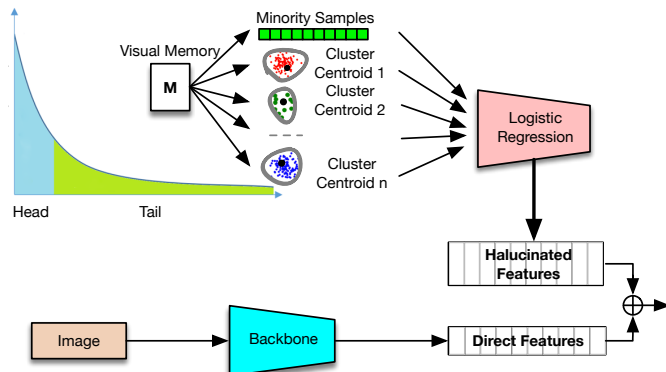 Minority Samples
Visual Memory
M
Cluster
Centroid 1
Cluster
Centroid 2
Cluster
Centroid n
Logistic
Regression
Head
Tail
Halucinated
Features
Image
Backbone
Direct Features